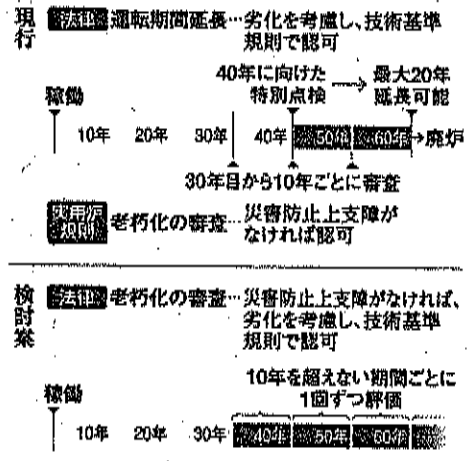 現行
法律 運転期間延長…劣化を考慮し、技術基準
規則で認可
40年に向けた
特別点検
最大20年
延長可能
稼働
10年 20年 30年 40年 50年 60年 廃炉
30年目から10年ごとに審査
実用炉
規則
老朽化の審査…災害防止上支障が
なければ認可
検討案
法律 老朽化の審査…災害防止上支障がなければ、
劣化を考慮し、技術基準
規則で認可
10年を超えない期間ごとに
1回ずつ評価
稼働
10年 20年 30年 40年 50年 60年